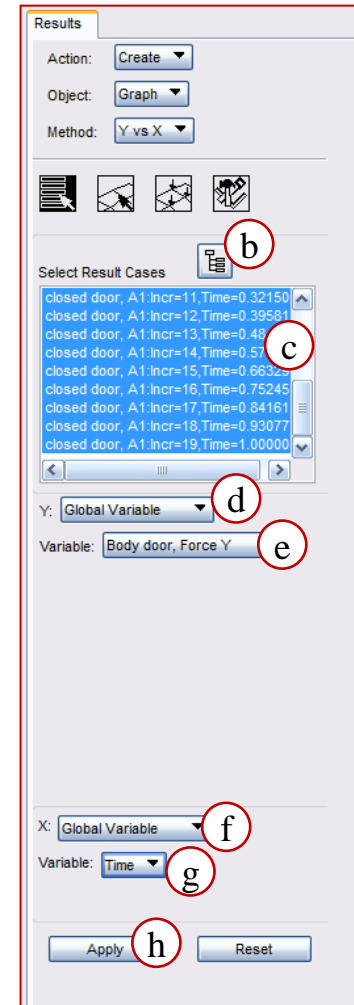 Results
Action: Create
Object: Graph
Method: Y vs X
b
Select Result Cases
closed door, A1:Incr=11,Time=0.32150
closed door, A1:Incr=12,Time=0.39581
closed door, A1:Incr=13,Time=0.48
closed door, A1:Incr=14,Time=0.57
closed door, A1:Incr=15,Time=0.66329
closed door, A1:Incr=16,Time=0.75245
closed door, A1:Incr=17,Time=0.84161
closed door, A1:Incr=18,Time=0.93077
closed door, A1:Incr=19,Time=1.00000
c
Y: Global Variable d
Variable: Body door, Force Y e
X: Global Variable f
Variable: Time g
Apply h Reset